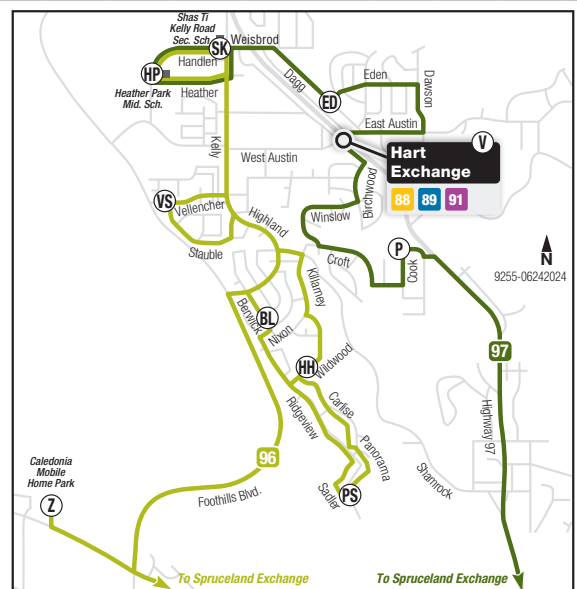 Shas Ti
Kelly Road
Sec. Sch.
SK
Weisbrod
Handlen
HP
Heather
Heather Park
Mid. Sch.
Dagg
ED
Eden
Dawson
East Austin
Kelly
West Austin
V
Hart
Exchange
88 89 91
Birchwood
VS
Vellencher
Highland
Stauble
Winslow
Croft
P
Cook
N
9255-06242024
Killarney
BL
Berwick
Nixon
HH
Wildwood
97
Ridgeview
Carlise
Panorama
Highway 97
96
Shamrock
Sadler
PS
Caledonia
Mobile
Home Park
Z
Foothills Blvd.
To Spruceland Exchange
To Spruceland Exchange